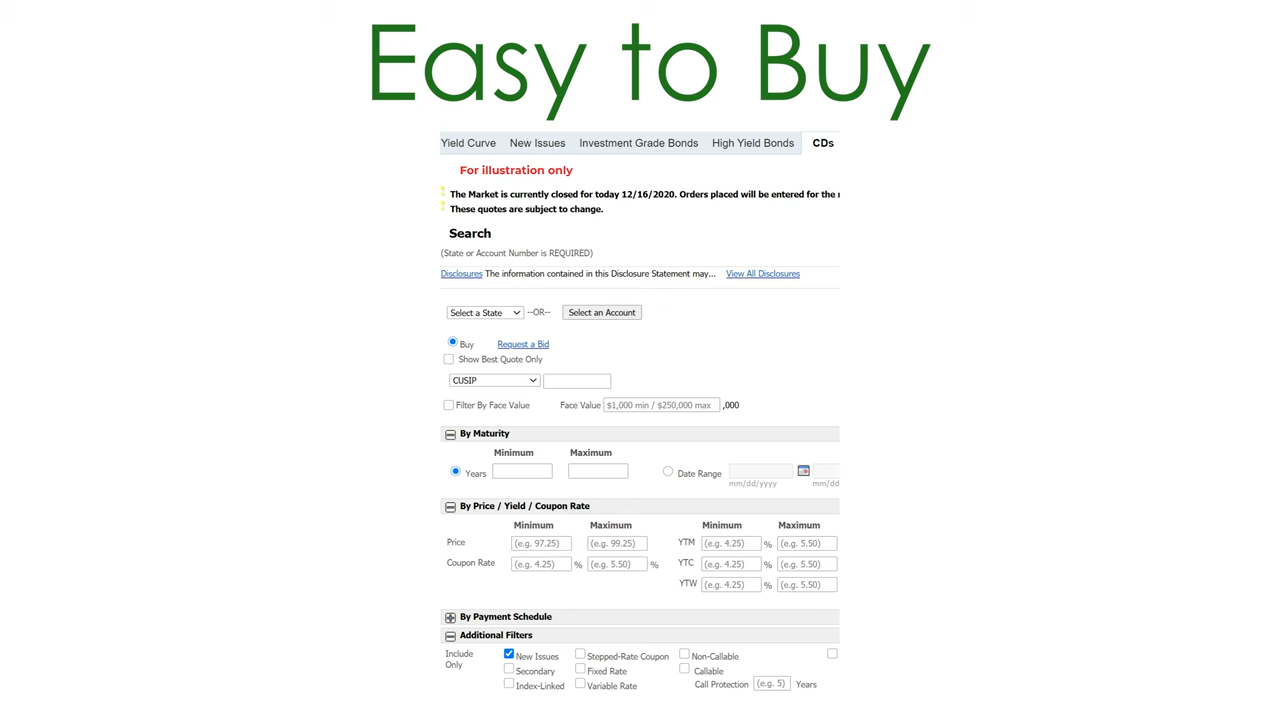 Easy to Buy
Yield Curve New Issues Investment Grade Bonds High Yield Bonds CDs
For illustration only
The Market is currently closed for today 12/16/2020. Orders placed will be entered for the
These quotes are subject to change.
Search
(State or Account Number is REQUIRED)
Disclosures The information contained in this Disclosure Statement may... View All Disclosures
Select a State --OR-- Select an Account
Buy Request a Bid
Show Best Quote Only
CUSIP
Filter By Face Value Face Value $1,000 min / $250,000 max ,000
By Maturity
Minimum Maximum
Years Date Range
mm/dd/yyyy mm/dd
By Price / Yield / Coupon Rate
Minimum Maximum Minimum Maximum
Price (e.g. 97.25) (e.g. 99.25) YTM (e.g. 4.25) % (e.g. 5.50)
Coupon Rate (e.g. 4.25) % (e.g. 5.50) % YTC (e.g. 4.25) % (e.g. 5.50)
YTW (e.g. 4.25) % (e.g. 5.50)
By Payment Schedule
Additional Filters
Include Only New Issues Stepped-Rate Coupon Non-Callable
Secondary Fixed Rate Callable
Index-Linked Variable Rate Call Protection (e.g. 5) Years